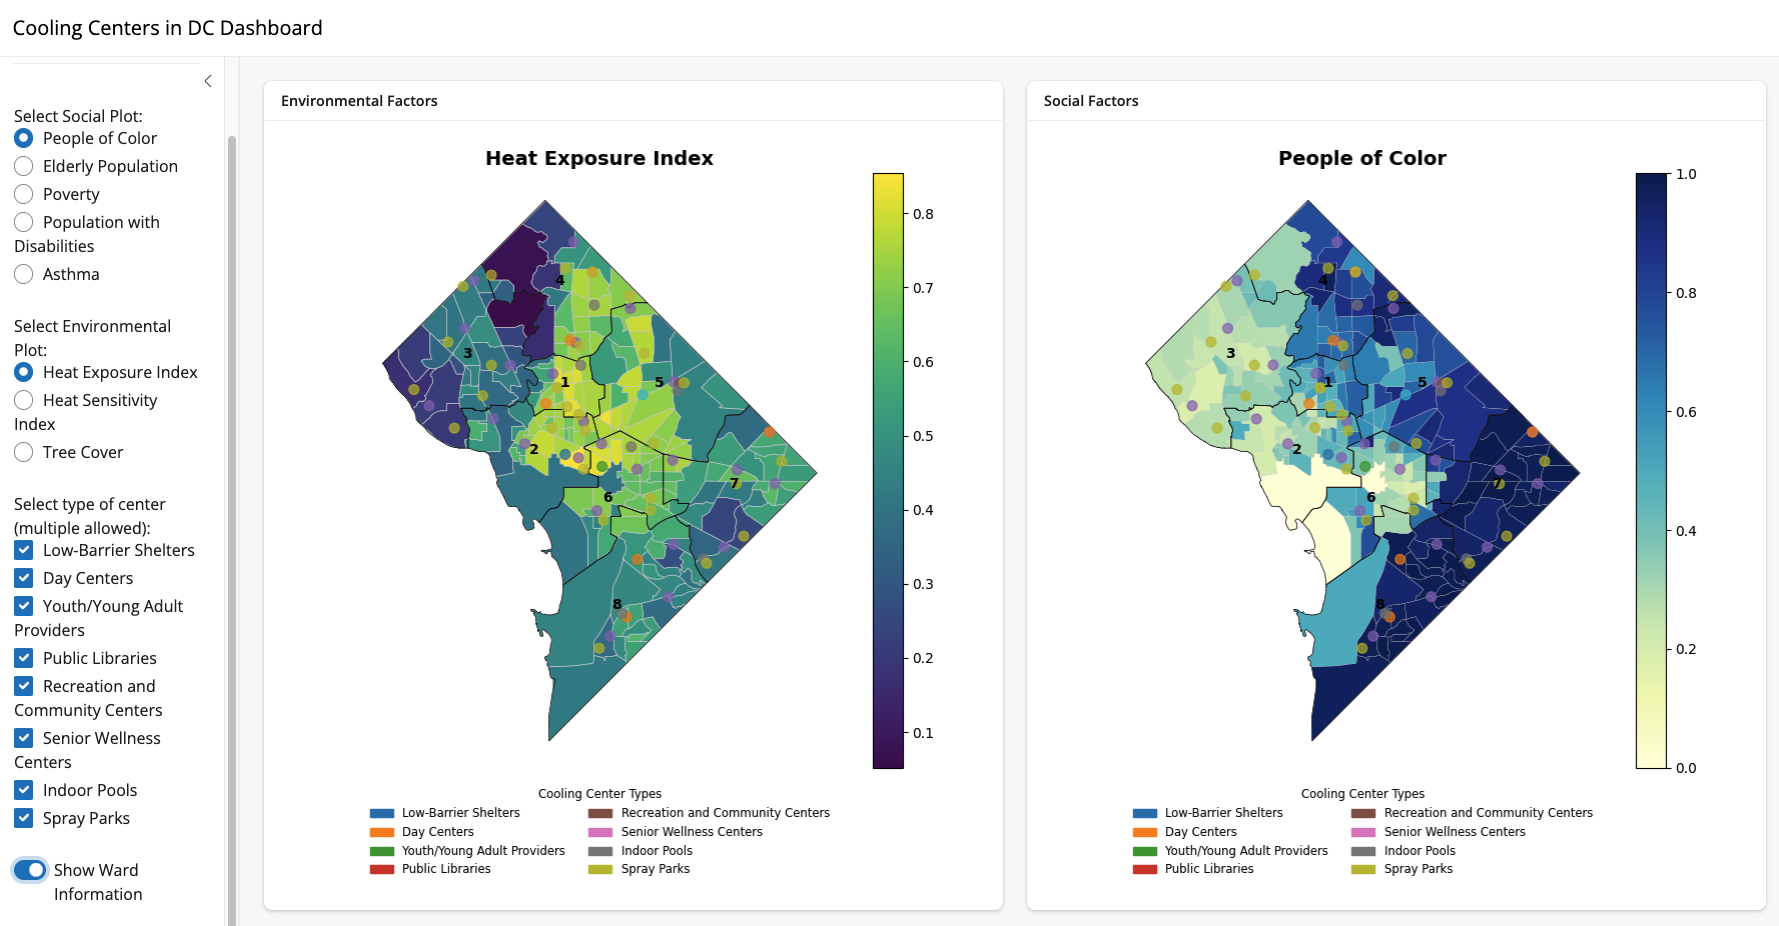 Cooling Centers in DC Dashboard
Select Social Plot:
People of Color
Elderly Population
Poverty
Population with
Disabilities
Asthma
Select Environmental
Plot:
Heat Exposure Index
Heat Sensitivity
Index
Tree Cover
Select type of center
(multiple allowed):
Low-Barrier Shelters
Day Centers
Youth/Young Adult
Providers
Public Libraries
Recreation and
Community Centers
Senior Wellness
Centers
Indoor Pools
Spray Parks
Show Ward
Information
Environmental Factors
Heat Exposure Index
4
3
1
5
2
7
6
8
0.8
0.7
0.6
0.5
0.4
0.3
0.2
0.1
Cooling Center Types
Low-Barrier Shelters
Day Centers
Youth/Young Adult Providers
Public Libraries
Recreation and Community Centers
Senior Wellness Centers
Indoor Pools
Spray Parks
Social Factors
People of Color
4
3
1
5
2
7
6
8
1.0
0.8
0.6
0.4
0.2
0.0
Cooling Center Types
Low-Barrier Shelters
Day Centers
Youth/Young Adult Providers
Public Libraries
Recreation and Community Centers
Senior Wellness Centers
Indoor Pools
Spray Parks